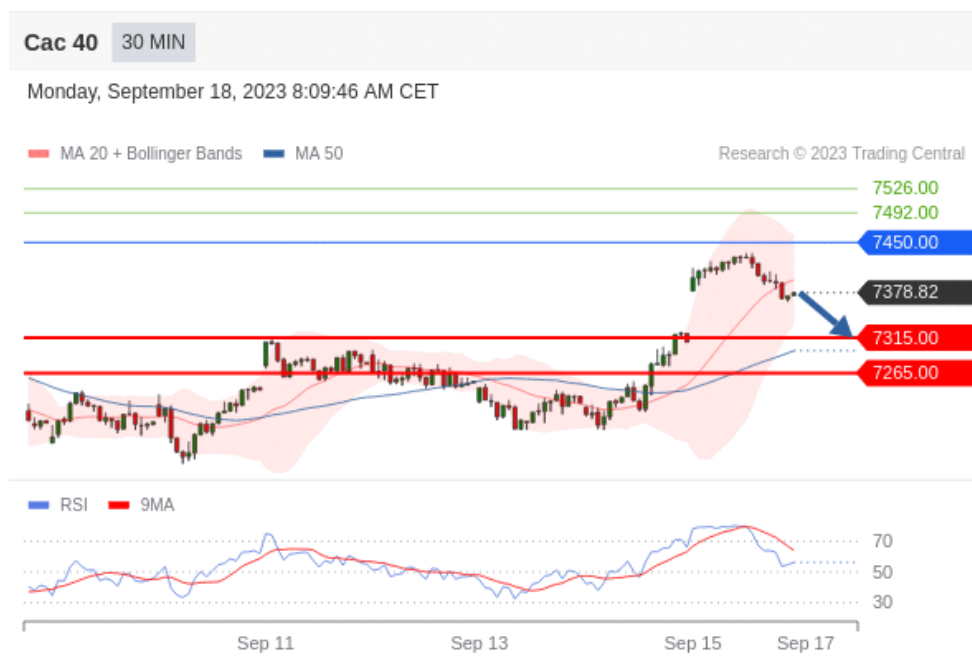 Cac 40 30 MIN
Monday, September 18, 2023 8:09:46 AM CET
MA 20 + Bollinger Bands MA 50 Research © 2023 Trading Central
7526.00
7492.00
7450.00
7378.82
7315.00
7265.00
RSI 9MA
70
50
30
Sep 11 Sep 13 Sep 15 Sep 17